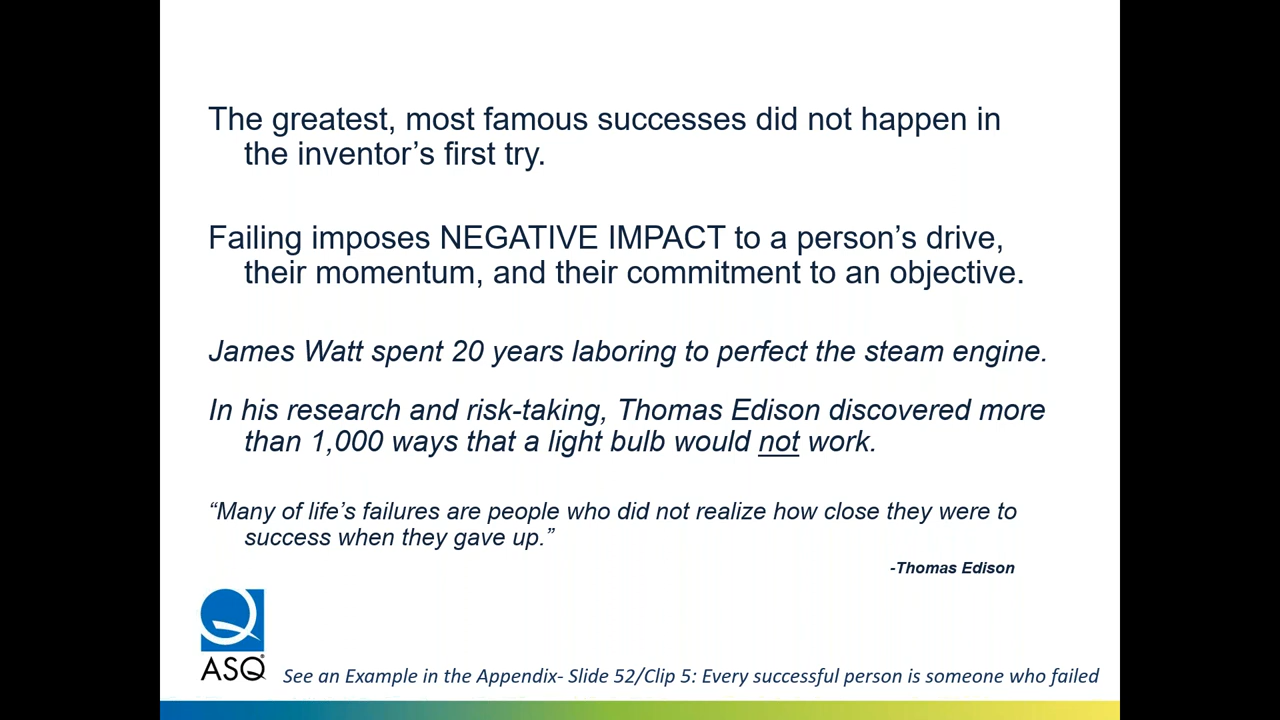 The greatest, most famous successes did not happen in
the inventor’s first try.
Failing imposes NEGATIVE IMPACT to a person’s drive,
their momentum, and their commitment to an objective.
James Watt spent 20 years laboring to perfect the steam engine.
In his research and risk-taking, Thomas Edison discovered more
than 1,000 ways that a light bulb would not work.
“Many of life’s failures are people who did not realize how close they were to
success when they gave up.”
-Thomas Edison
ASQ®
See an Example in the Appendix- Slide 52/Clip 5: Every successful person is someone who failed